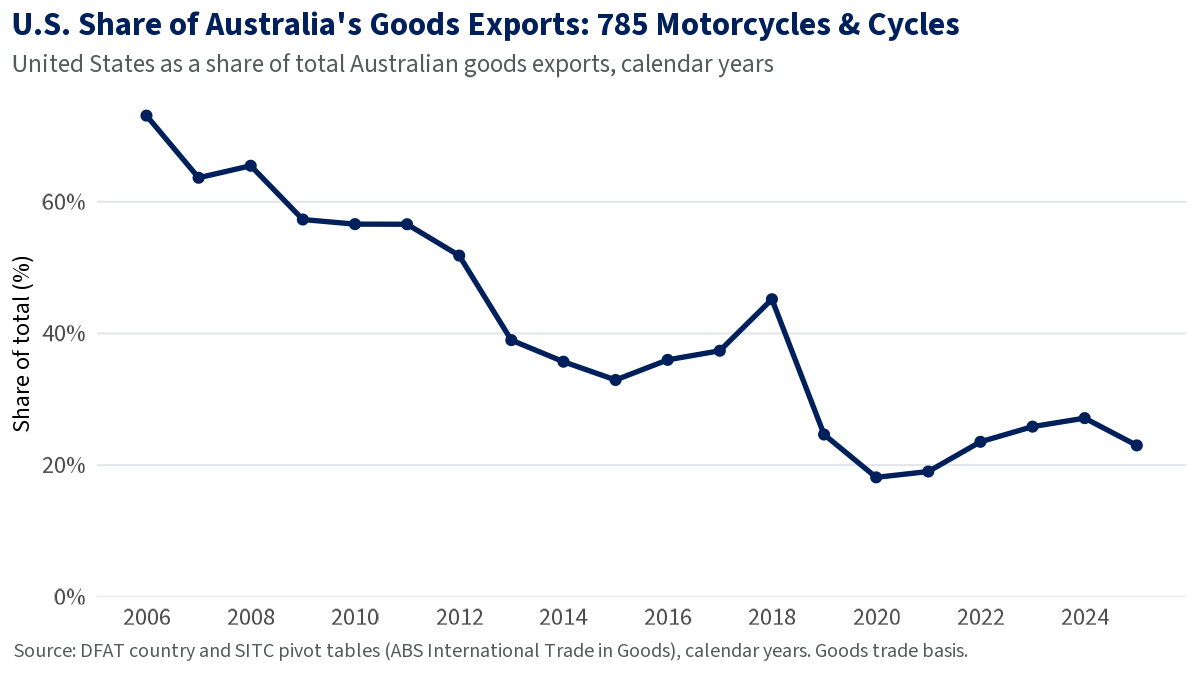 U.S. Share of Australia's Goods Exports: 785 Motorcycles & Cycles
United States as a share of total Australian goods exports, calendar years
Share of total (%)
60%
40%
20%
0%
2006 2008 2010 2012 2014 2016 2018 2020 2022 2024
Source: DFAT country and SITC pivot tables (ABS International Trade in Goods), calendar years. Goods trade basis.